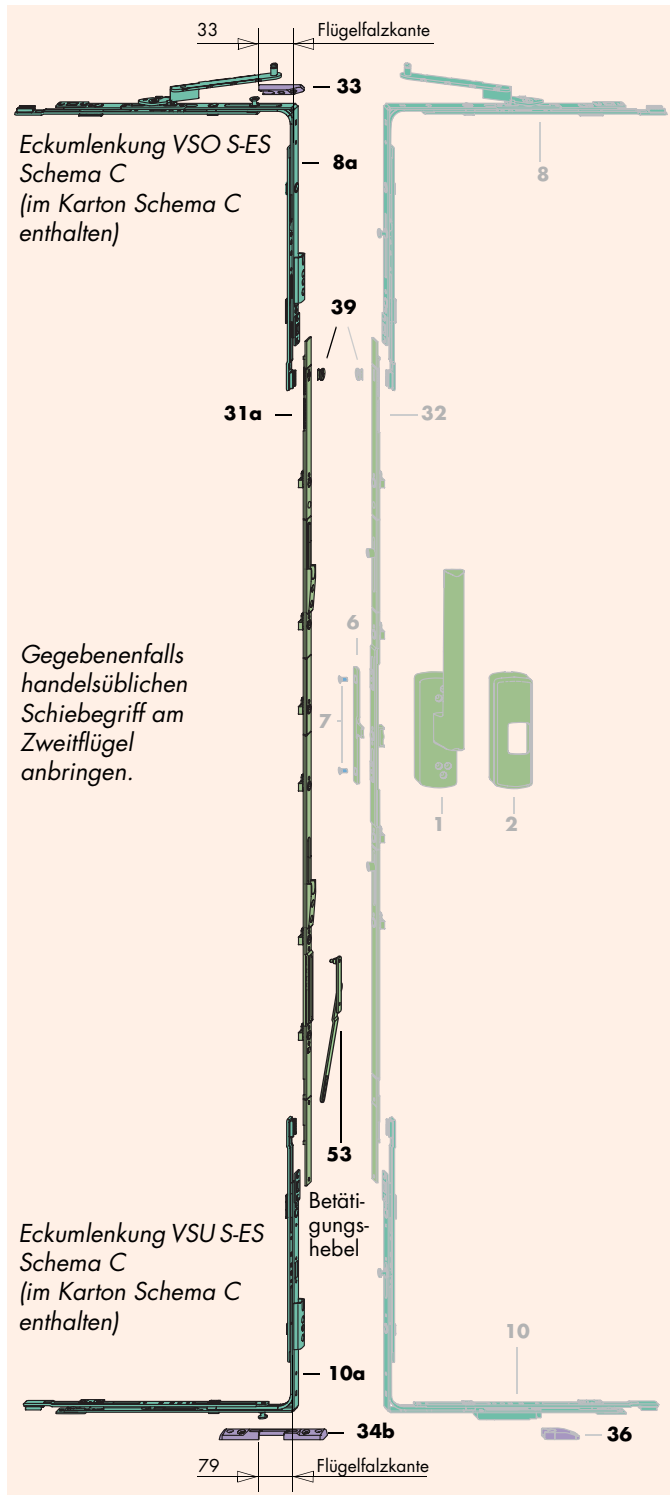 33 Flügelfalzkante
33
Eckumlenkung VSO S-ES
Schema C
(im Karton Schema C
enthalten)
8a
8
39
31a
32
6
Gegebenenfalls
handelsüblichen
Schiebegriff am
Zweitflügel
anbringen.
7
1
2
53
Betäti-
gungs-
hebel
Eckumlenkung VSU S-ES
Schema C
(im Karton Schema C
enthalten)
10
10a
34b
36
79 Flügelfalzkante